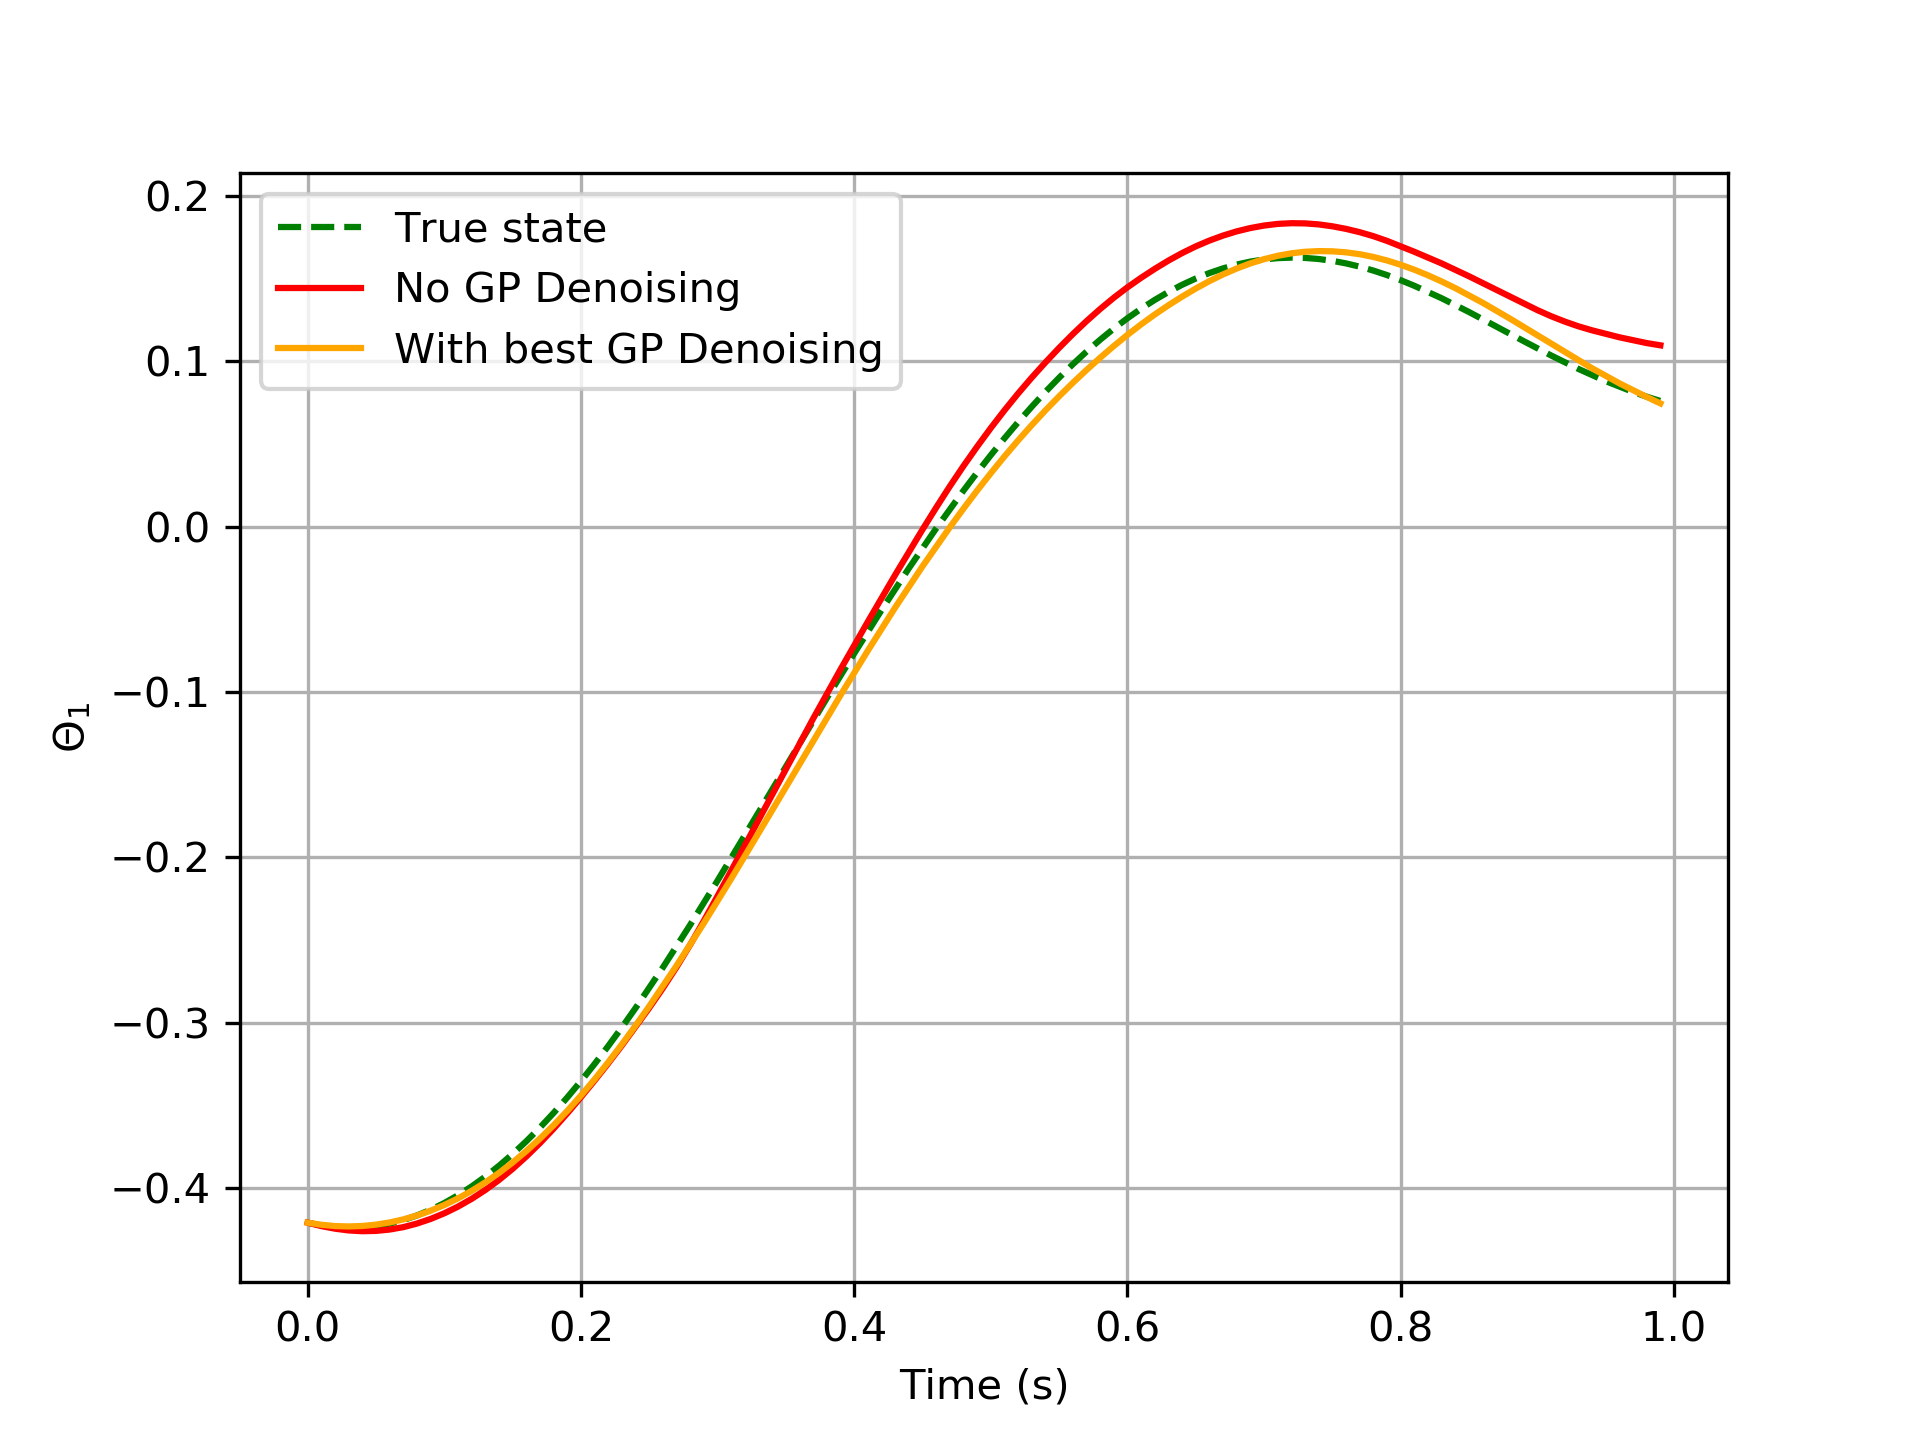 True state
No GP Denoising
With best GP Denoising
0.2
0.1
0.0
−0.1
−0.2
−0.3
−0.4
Θ₁
0.0 0.2 0.4 0.6 0.8 1.0
Time (s)